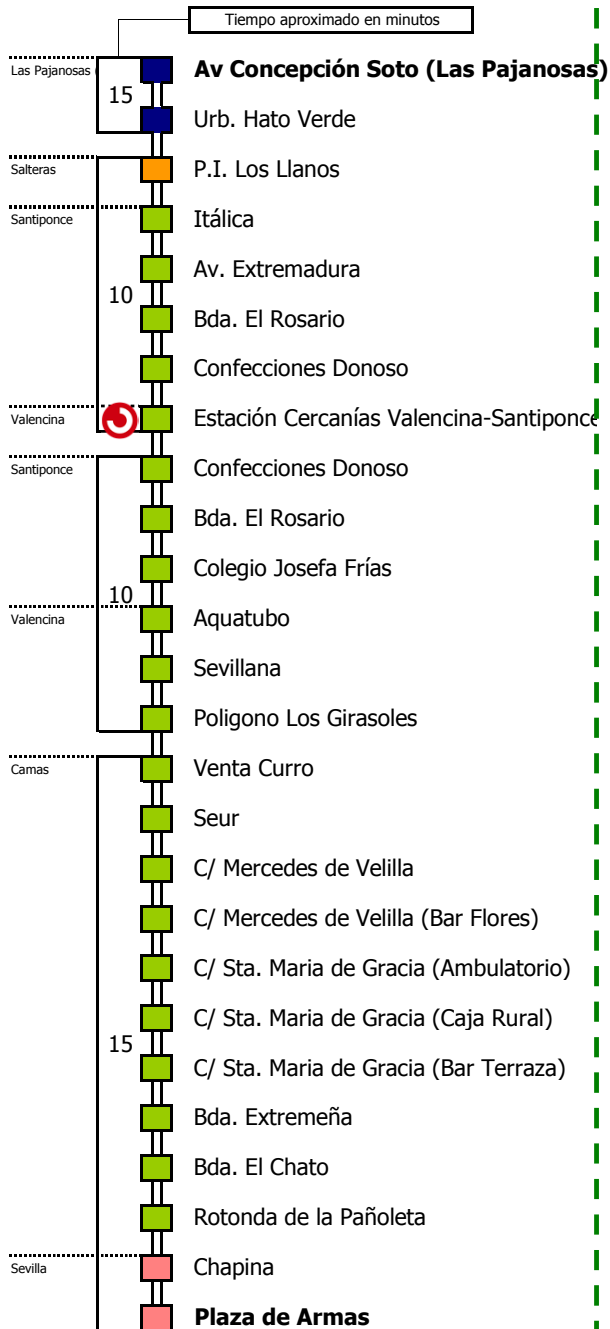 Tiempo aproximado en minutos
Las Pajanosas (
15
Av Concepción Soto (Las Pajanosas)
Urb. Hato Verde
Salteras
P.I. Los Llanos
Santiponce
Itálica
Av. Extremadura
10
Bda. El Rosario
Confecciones Donoso
Valencina
Estación Cercanías Valencina-Santiponce
Santiponce
Confecciones Donoso
Bda. El Rosario
Colegio Josefa Frías
10
Valencina
Aquatubo
Sevillana
Poligono Los Girasoles
Camas
Venta Curro
Seur
C/ Mercedes de Velilla
C/ Mercedes de Velilla (Bar Flores)
C/ Sta. Maria de Gracia (Ambulatorio)
C/ Sta. Maria de Gracia (Caja Rural)
15
C/ Sta. Maria de Gracia (Bar Terraza)
Bda. Extremeña
Bda. El Chato
Rotonda de la Pañoleta
Sevilla
Chapina
Plaza de Armas